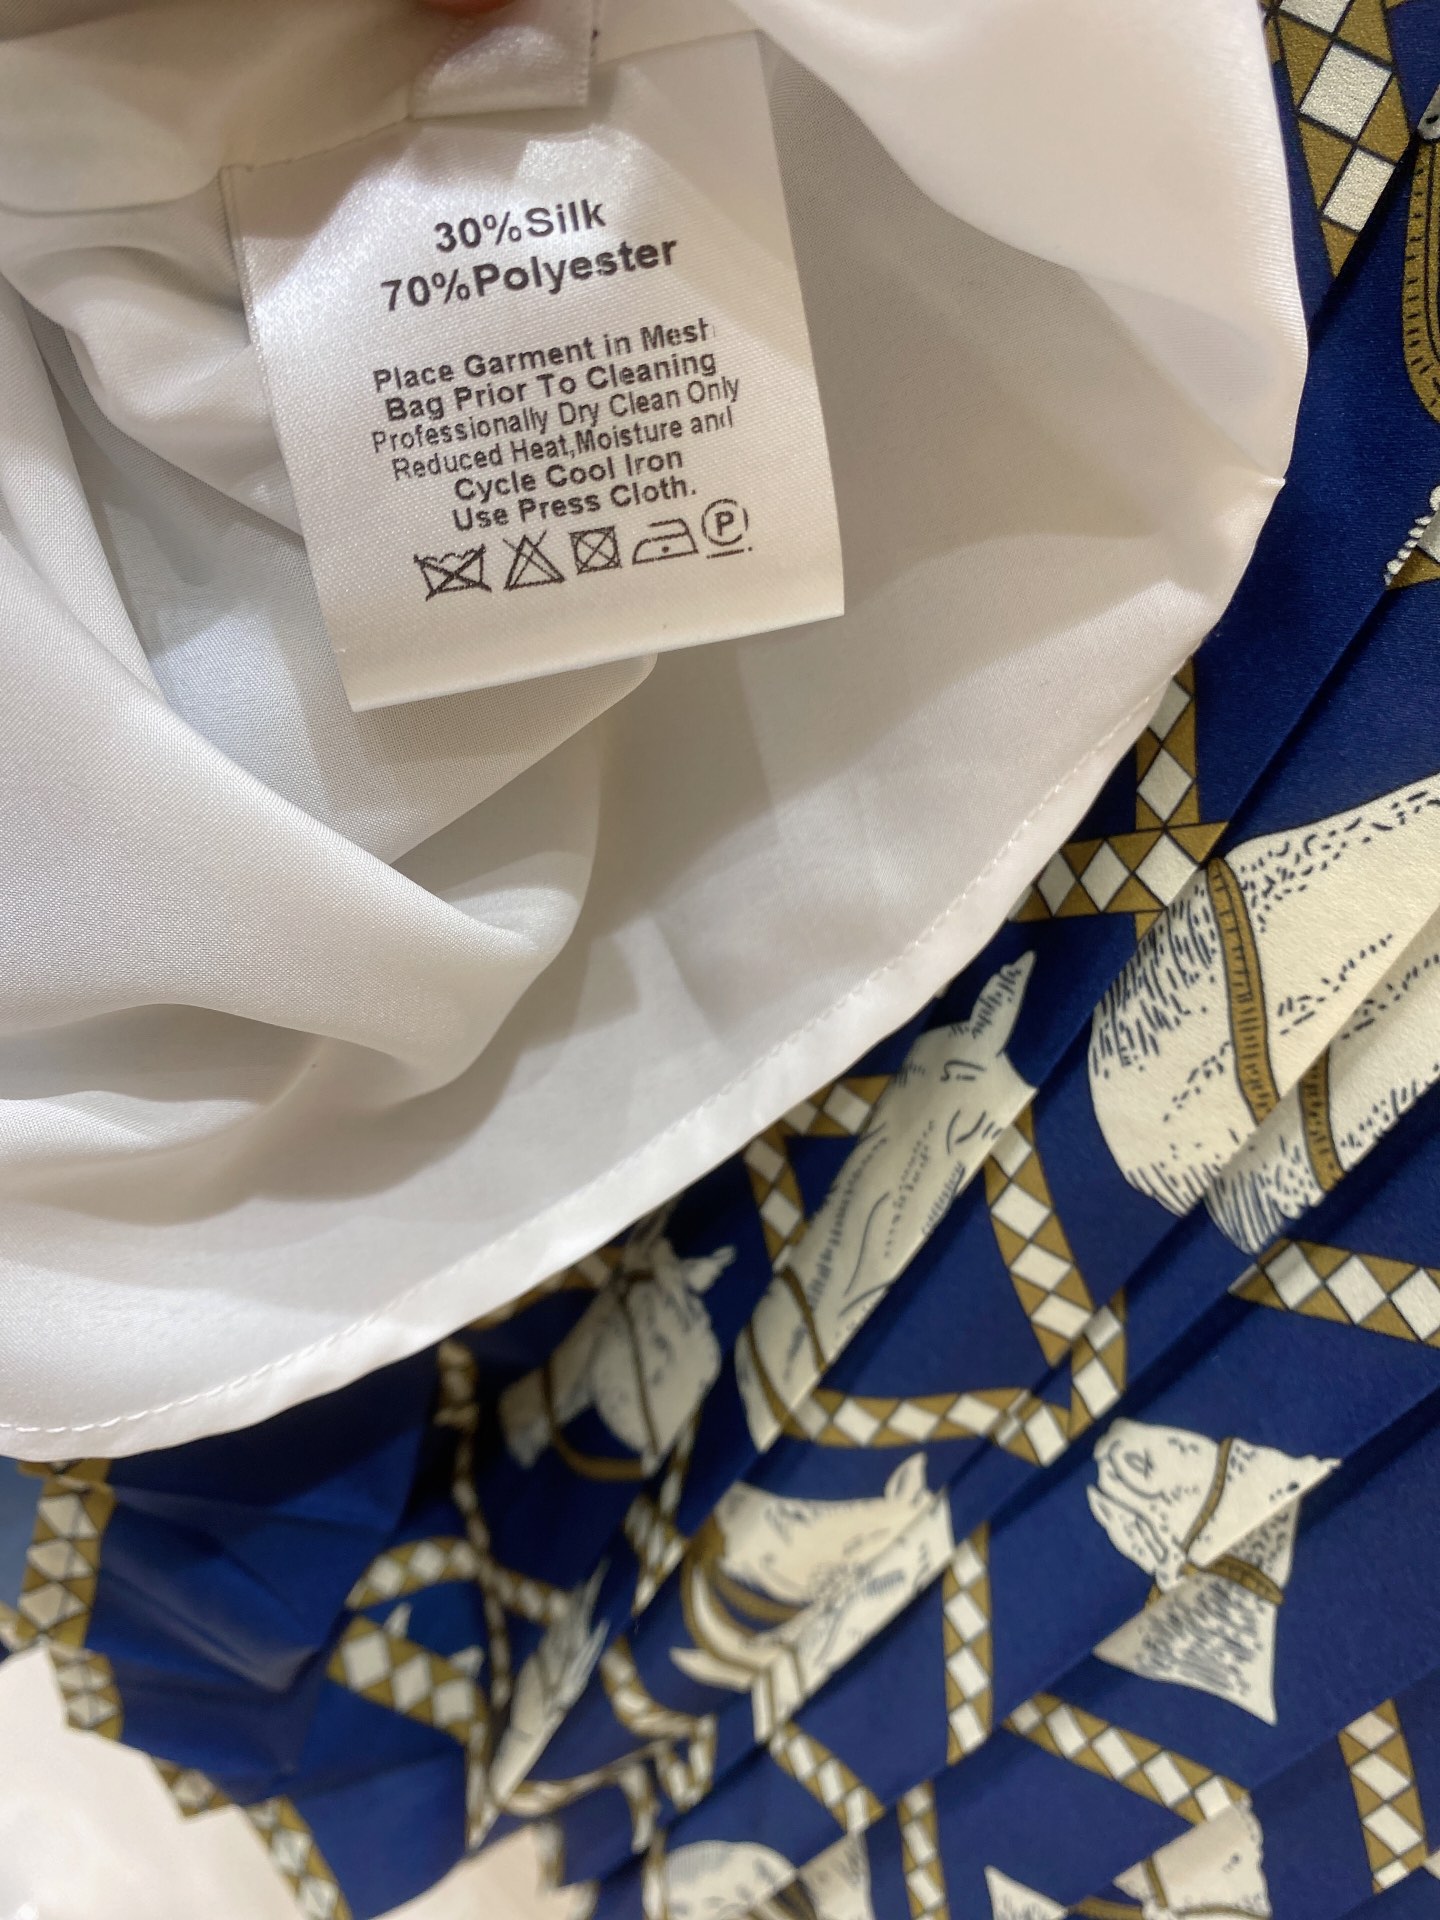 30%Silk
70%Polyester
Place Garment in Mesh
Bag Prior To Cleaning
Professionally Dry Clean Only
Reduced Heat,Moisture and
Cycle Cool Iron
Use Press Cloth.
P